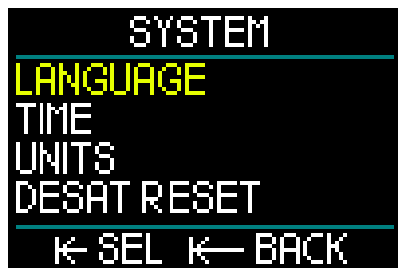 SYSTEM
LANGUAGE
TIME
UNITS
DESAT RESET
SEL BACK